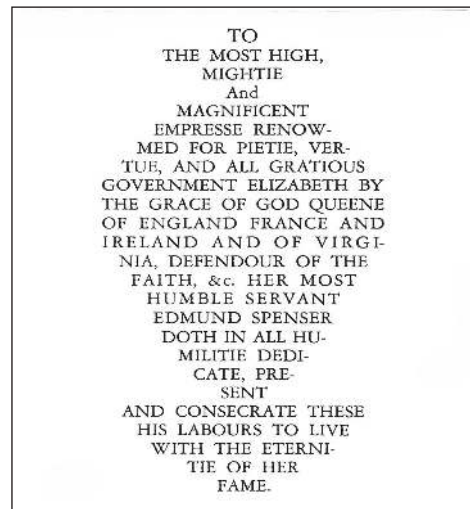 TO
THE MOST HIGH,
MIGHTIE
And
MAGNIFICENT
EMPRESSE RENOW-
MED FOR PIETIE, VER-
TUE, AND ALL GRATIOUS
GOVERNMENT ELIZABETH BY
THE GRACE OF GOD QUEENE
OF ENGLAND FRANCE AND
IRELAND AND OF VIRGI-
NIA, DEFENDOUR OF THE
FAITH, &c. HER MOST
HUMBLE SERVANT
EDMUND SPENSER
DOTH IN ALL HU-
MILITIE DEDI-
CATE, PRE-
SENT
AND CONSECRATE THESE
HIS LABOURS TO LIVE
WITH THE ETERNI-
TIE OF HER
FAME.